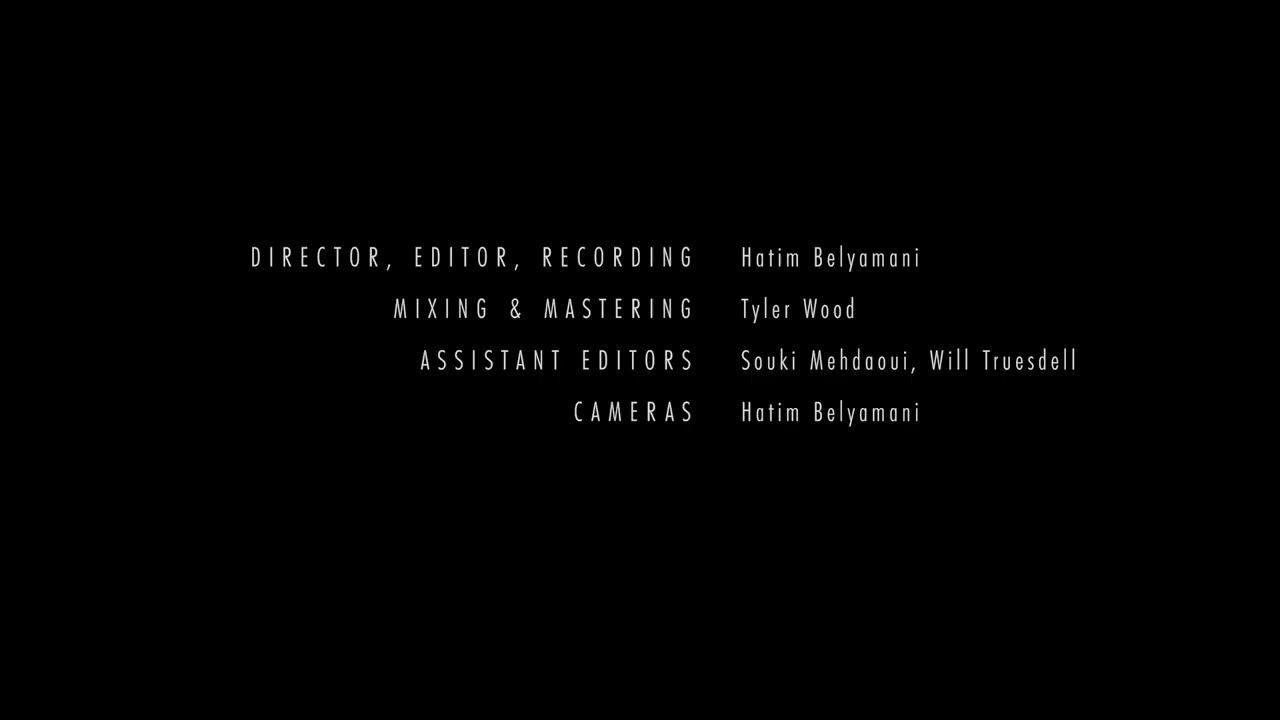 DIRECTOR, EDITOR, RECORDING Hatim Belyamani
MIXING & MASTERING Tyler Wood
ASSISTANT EDITORS Souki Mehdaoui, Will Truesdell
CAMERAS Hatim Belyamani